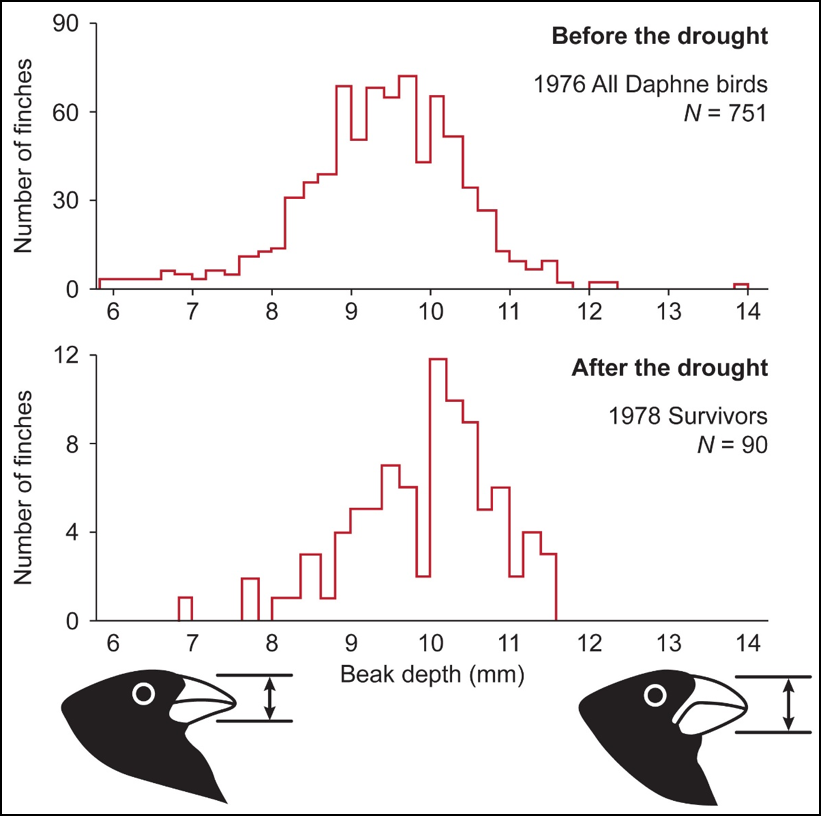 Before the drought
1976 All Daphne birds
N = 751
Number of finches
90
60
30
0
6 7 8 9 10 11 12 13 14
After the drought
1978 Survivors
N = 90
Number of finches
12
8
4
0
6 7 8 9 10 11 12 13 14
Beak depth (mm)